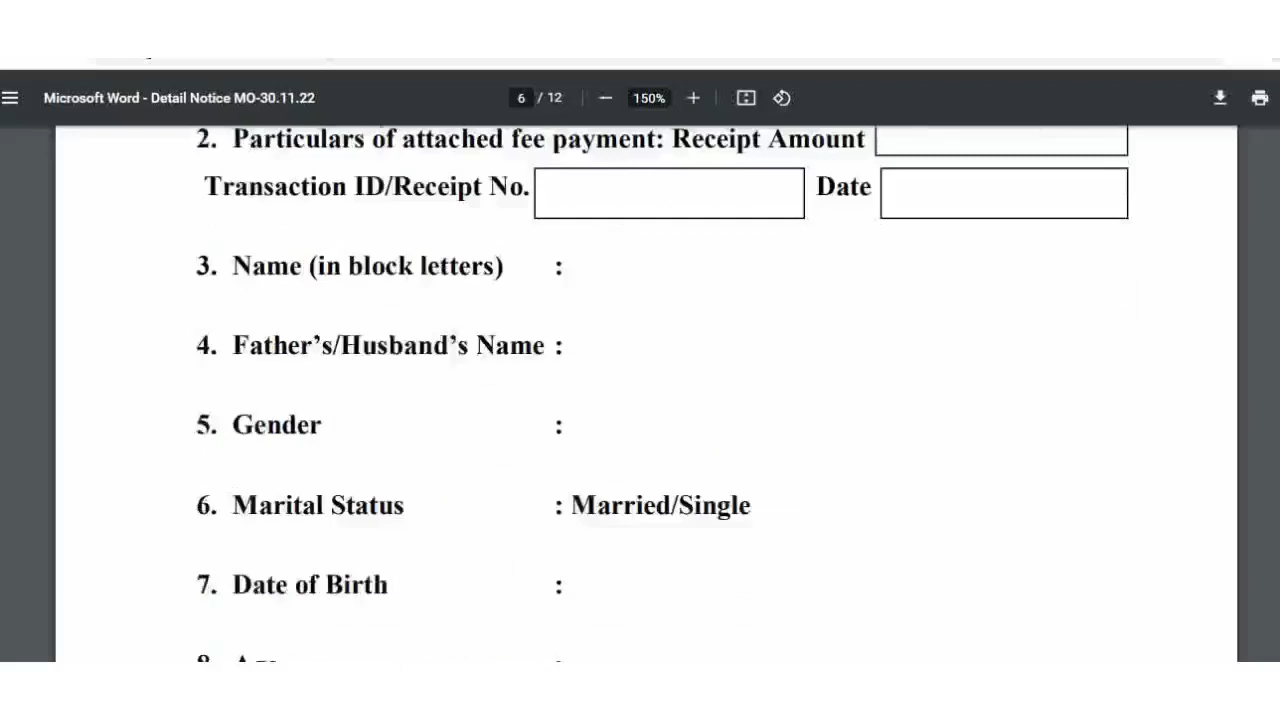 Microsoft Word - Detail Notice MO-30.11.22 6 / 12 150%
2. Particulars of attached fee payment: Receipt Amount
Transaction ID/Receipt No. Date
3. Name (in block letters) :
4. Father’s/Husband’s Name :
5. Gender :
6. Marital Status : Married/Single
7. Date of Birth :